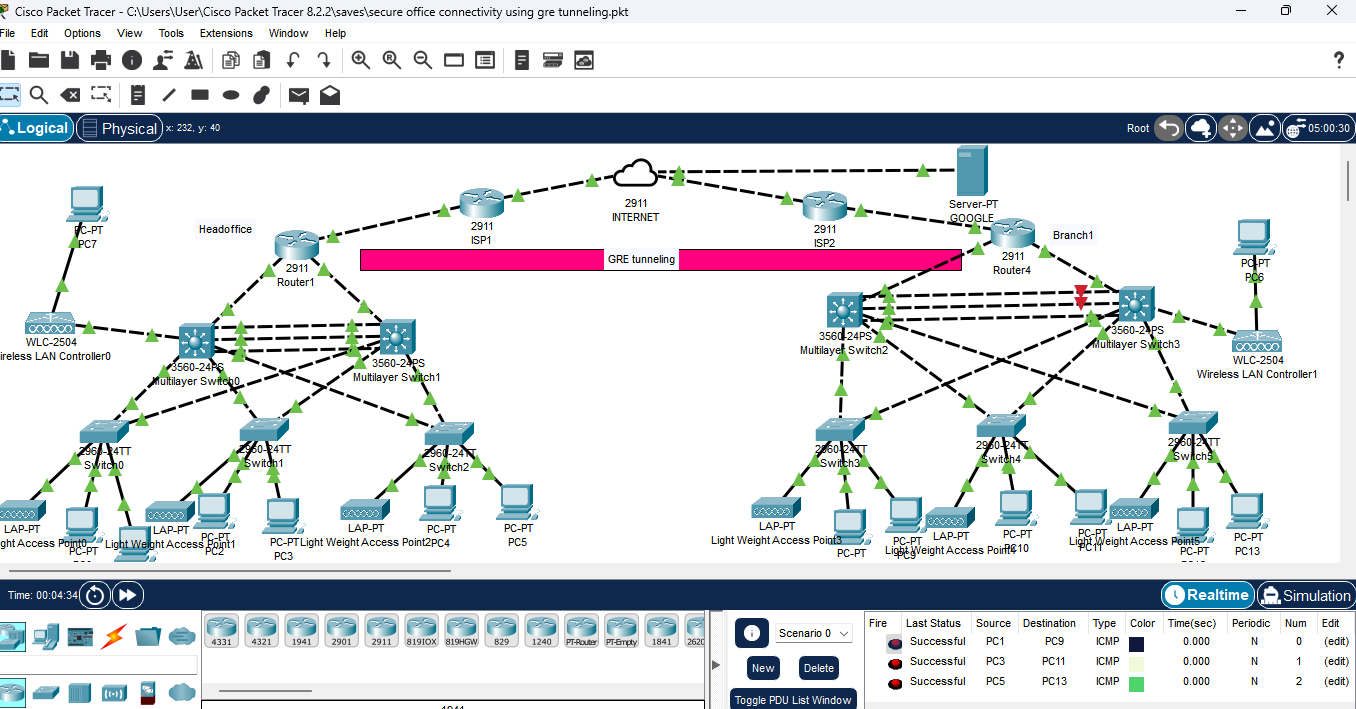 Cisco Packet Tracer - C:\Users\User\Cisco Packet Tracer 8.2.2\saves\secure office connectivity using gre tunneling.pkt
File Edit Options View Tools Extensions Window Help
?
Logical Physical x: 232, y: 40 Root 05:00:30
PC-PT
PC7
Headoffice
2911
ISP1
2911
INTERNET
Server-PT
GOOGLE
2911
ISP2
Branch1
2911
Router1
GRE tunneling
2911
Router4
PC-PT
PC6
WLC-2504
ireless LAN Controller0
3560-24PS
Multilayer Switch0
3560-24PS
Multilayer Switch1
3560-24PS
Multilayer Switch2
3560-24PS
Multilayer Switch3
WLC-2504
Wireless LAN Controller1
2960-24TT
Switch0
2960-24TT
Switch1
2960-24TT
Switch2
2960-24TT
Switch3
2960-24TT
Switch4
2960-24TT
Switch5
LAP-PT
ght Access Point0
PC-PT
LAP-PT
Light Weight Access Point1
PC-PT
PC2
PC-PT
PC3
LAP-PT
Light Weight Access Point2
PC-PT
PC4
PC-PT
PC5
LAP-PT
Light Weight Access Point3
PC-PT
PC-PT
PC9
LAP-PT
Light Weight Access Point4
PC-PT
PC10
PC-PT
PC11
LAP-PT
Light Weight Access Point5
PC-PT
PC-PT
PC13
Time: 00:04:34 Realtime Simulation
4331 4321 1941 2901 2911 819IOX 819HGW 829 1240 PT-Router PT-Empty 1841 2620
1941
Scenario 0
New Delete
Toggle PDU List Window
Fire Last Status Source Destination Type Color Time(sec) Periodic Num Edit
Successful PC1 PC9 ICMP 0.000 N 0 (edit)
Successful PC3 PC11 ICMP 0.000 N 1 (edit)
Successful PC5 PC13 ICMP 0.000 N 2 (edit)